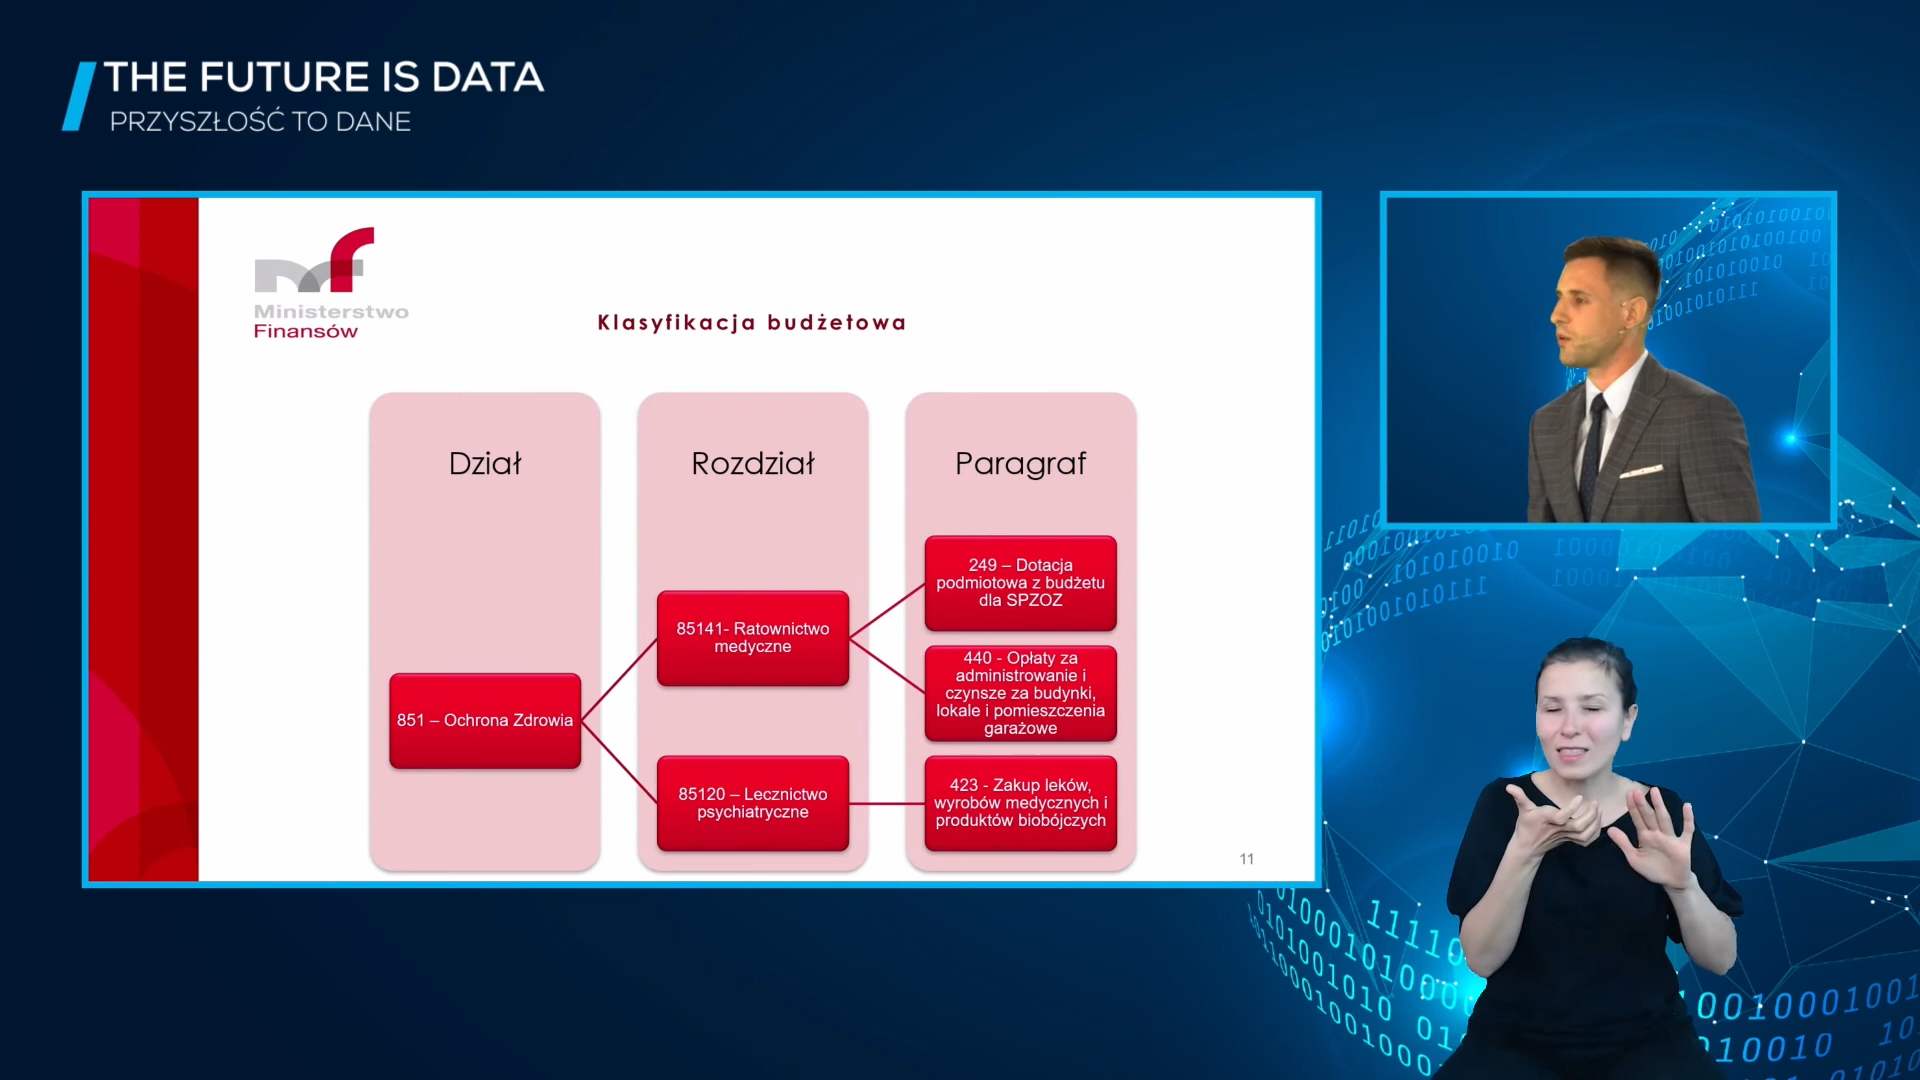 THE FUTURE IS DATA
PRZYSZŁOŚĆ TO DANE
Ministerstwo
Finansów
Klasyfikacja budżetowa
Dział
Rozdział
Paragraf
851 – Ochrona Zdrowia
85141- Ratownictwo
medyczne
85120 – Lecznictwo
psychiatryczne
249 – Dotacja
podmiotowa z budżetu
dla SPZOZ
440 - Opłaty za
administrowanie i
czynsze za budynki,
lokale i pomieszczenia
garażowe
423 - Zakup leków,
wyrobów medycznych i
produktów biobójczych
11